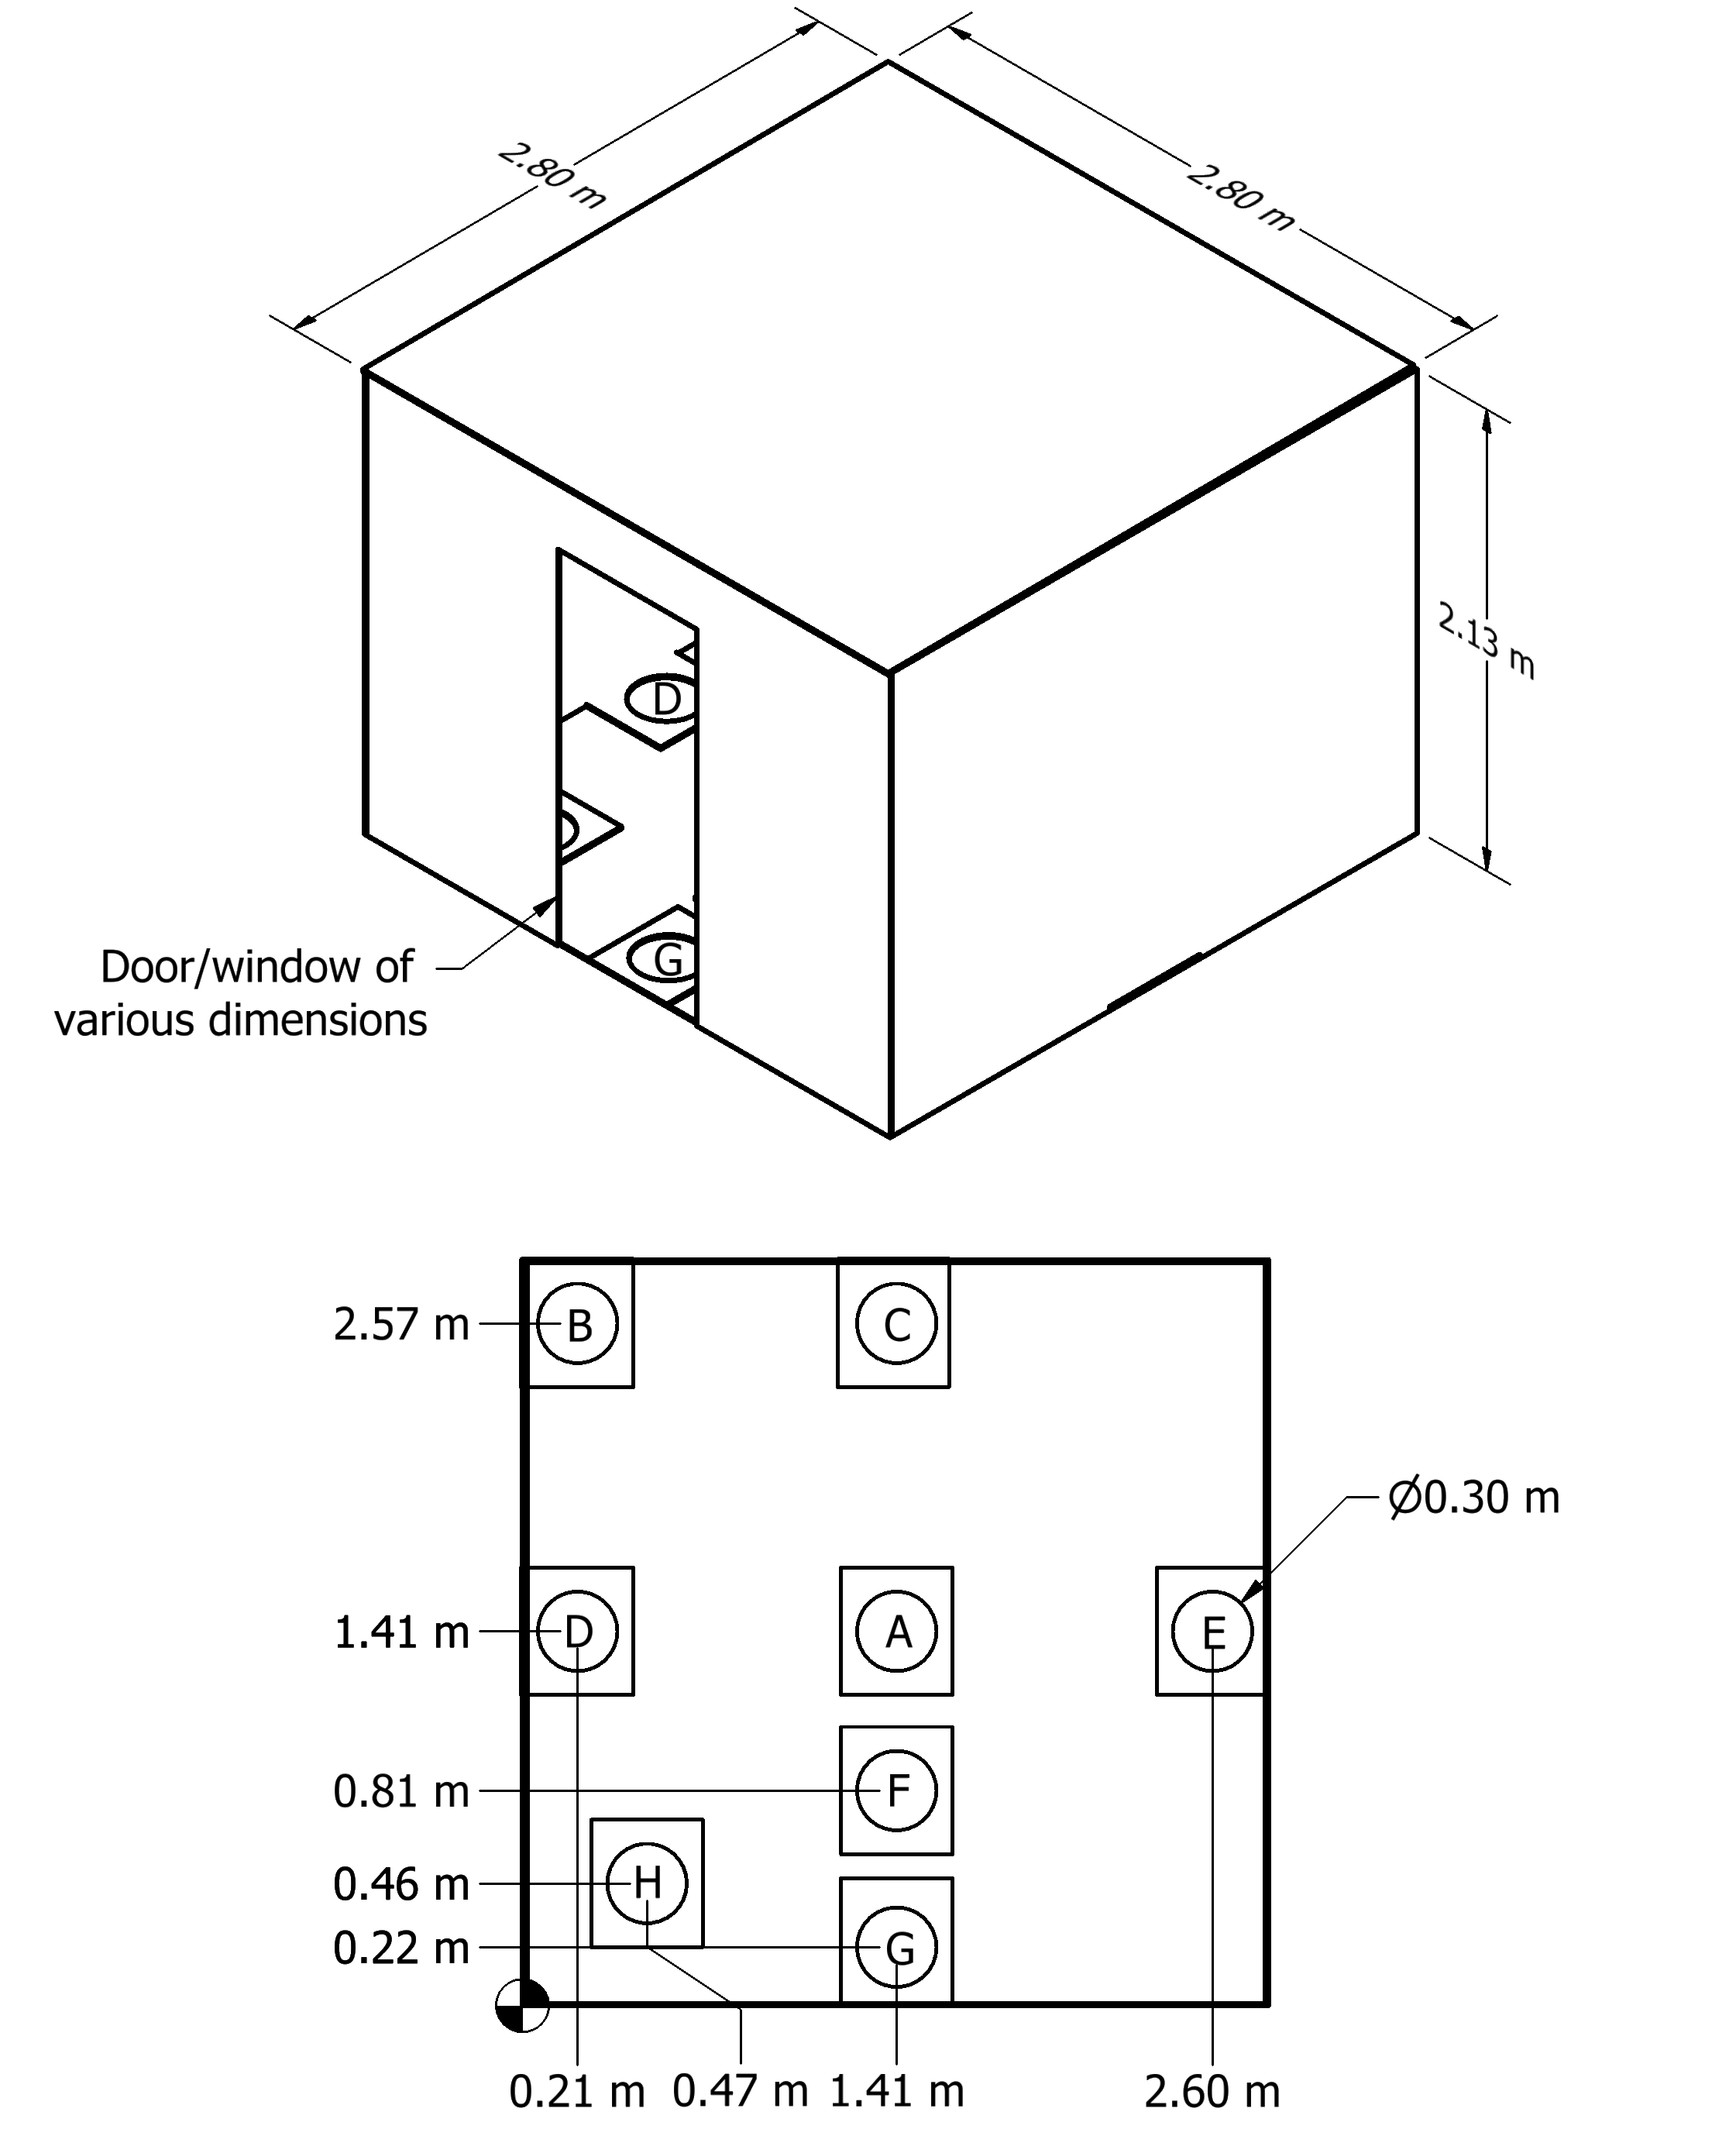 2.80 m
2.80 m
2.13 m
D
G
Door/window of
various dimensions
B
C
2.57 m
Ø0.30 m
D
A
E
1.41 m
F
0.81 m
H
0.46 m
G
0.22 m
0.21 m 0.47 m 1.41 m 2.60 m